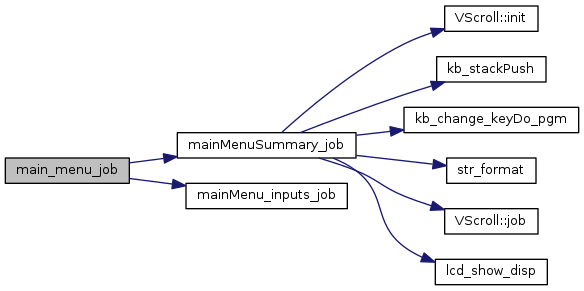 VScroll::init
kb_stackPush
kb_change_keyDo_pgm
mainMenuSummary_job
main_menu_job
str_format
mainMenu_inputs_job
VScroll::job
lcd_show_disp